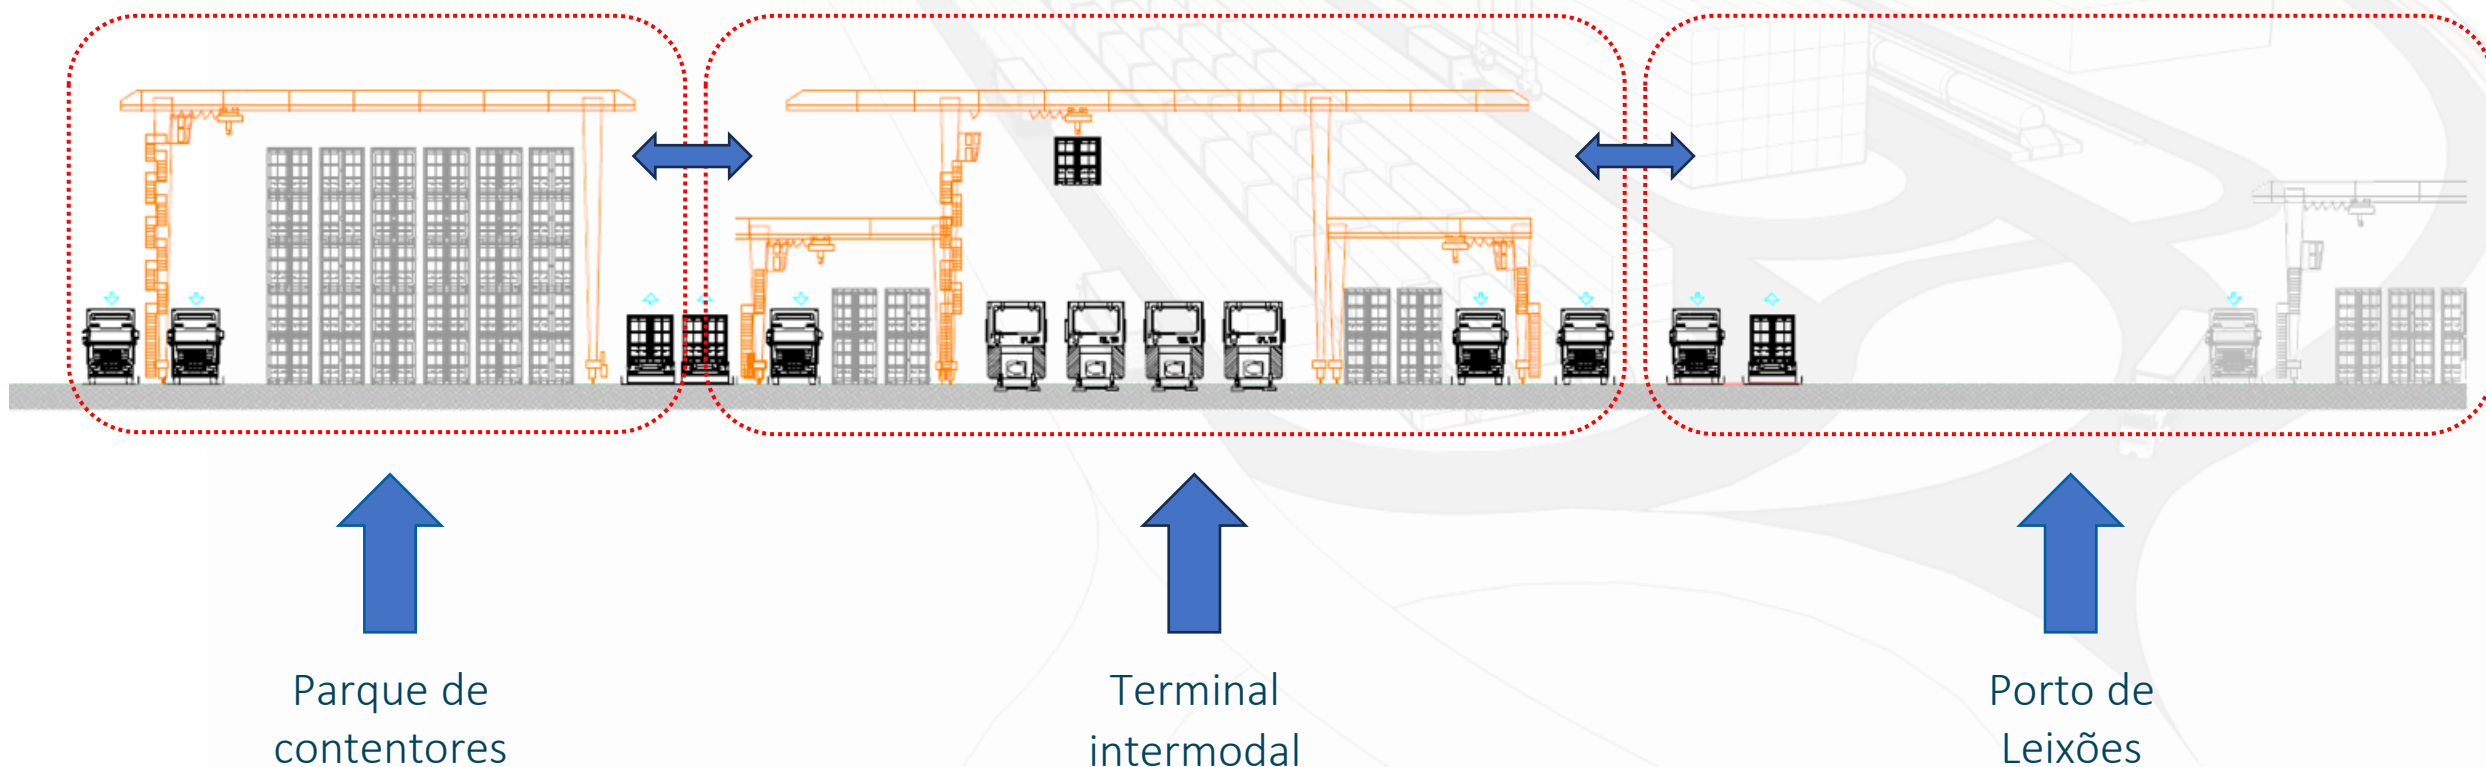 Parque de
contentores
Terminal
intermodal
Porto de
Leixões